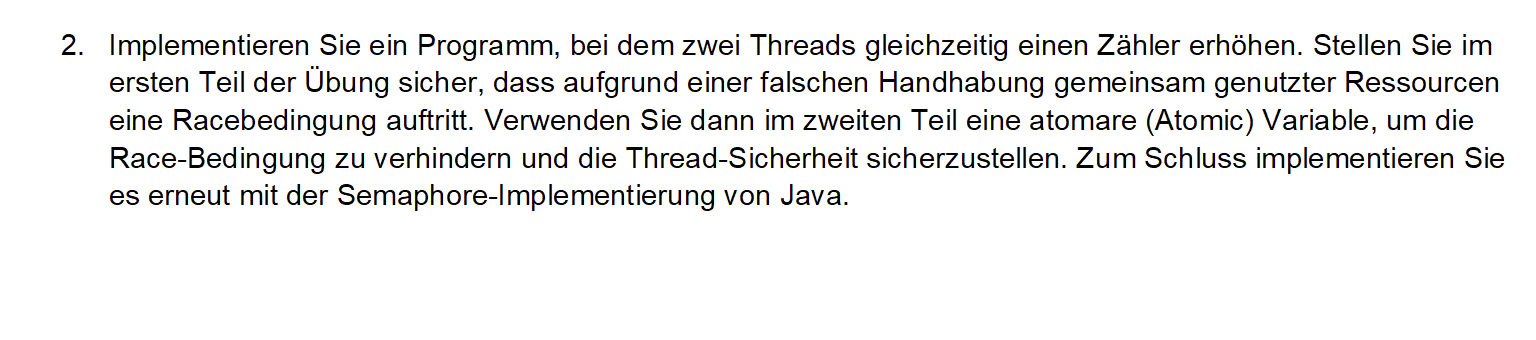 2. Implementieren Sie ein Programm, bei dem zwei Threads gleichzeitig einen Zähler erhöhen. Stellen Sie im
ersten Teil der Übung sicher, dass aufgrund einer falschen Handhabung gemeinsam genutzter Ressourcen
eine Racebedingung auftritt. Verwenden Sie dann im zweiten Teil eine atomare (Atomic) Variable, um die
Race-Bedingung zu verhindern und die Thread-Sicherheit sicherzustellen. Zum Schluss implementieren Sie
es erneut mit der Semaphore-Implementierung von Java.